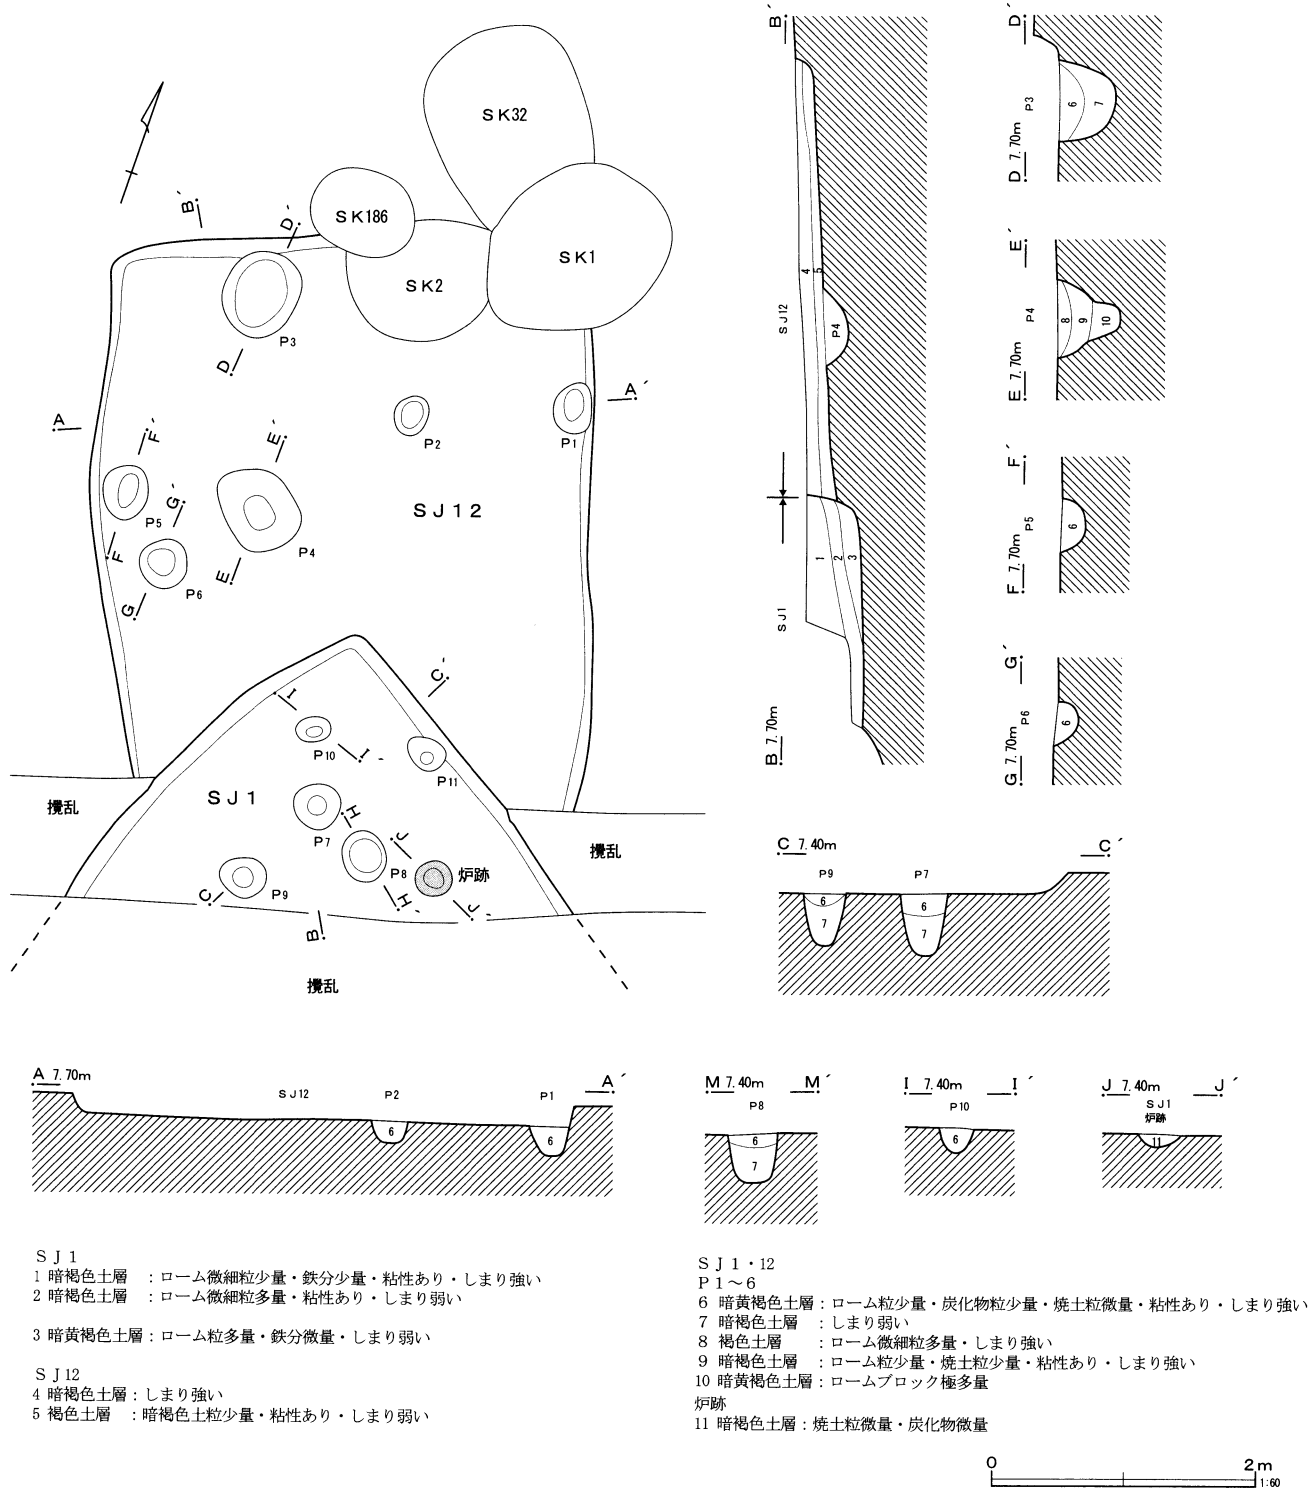 SK32
SK186
SK1
SK2
B´
D´
P3
D
A
A´
P2
P1
F´
E´
G´
SJ12
P5
P4
F
E
P6
G
C´
I
P10
I´
P11
SJ1
攪乱
P7
H
J
攪乱
P8
炉跡
P9
C
H´
J´
B
攪乱
B´
4
5
P4
SJ12
1
2
3
SJ1
B 7.70m
D´
6
7
P3
D 7.70m
E´
8
9
10
P4
E 7.70m
F´
6
P5
F 7.70m
G´
6
P6
G 7.70m
C 7.40m
C´
P9
P7
6
7
6
7
A 7.70m
A´
SJ12
P2
P1
6
6
M 7.40m M´
P8
6
7
I 7.40m I´
P10
6
J 7.40m J´
SJ1
炉跡
11
SJ1
1 暗褐色土層 ：ローム微細粒少量・鉄分少量・粘性あり・しまり強い
2 暗褐色土層 ：ローム微細粒多量・粘性あり・しまり弱い
3 暗黄褐色土層：ローム粒多量・鉄分微量・しまり弱い
SJ12
4 暗褐色土層：しまり強い
5 褐色土層 ：暗褐色土粒少量・粘性あり・しまり弱い
SJ1・12
P1～6
6 暗黄褐色土層：ローム粒少量・炭化物粒少量・焼土粒微量・粘性あり・しまり強い
7 暗褐色土層 ：しまり弱い
8 褐色土層 ：ローム微細粒多量・しまり強い
9 暗褐色土層 ：ローム粒少量・焼土粒少量・粘性あり・しまり強い
10 暗黄褐色土層：ロームブロック極多量
炉跡
11 暗褐色土層：焼土粒微量・炭化物微量
0 2m
1:60